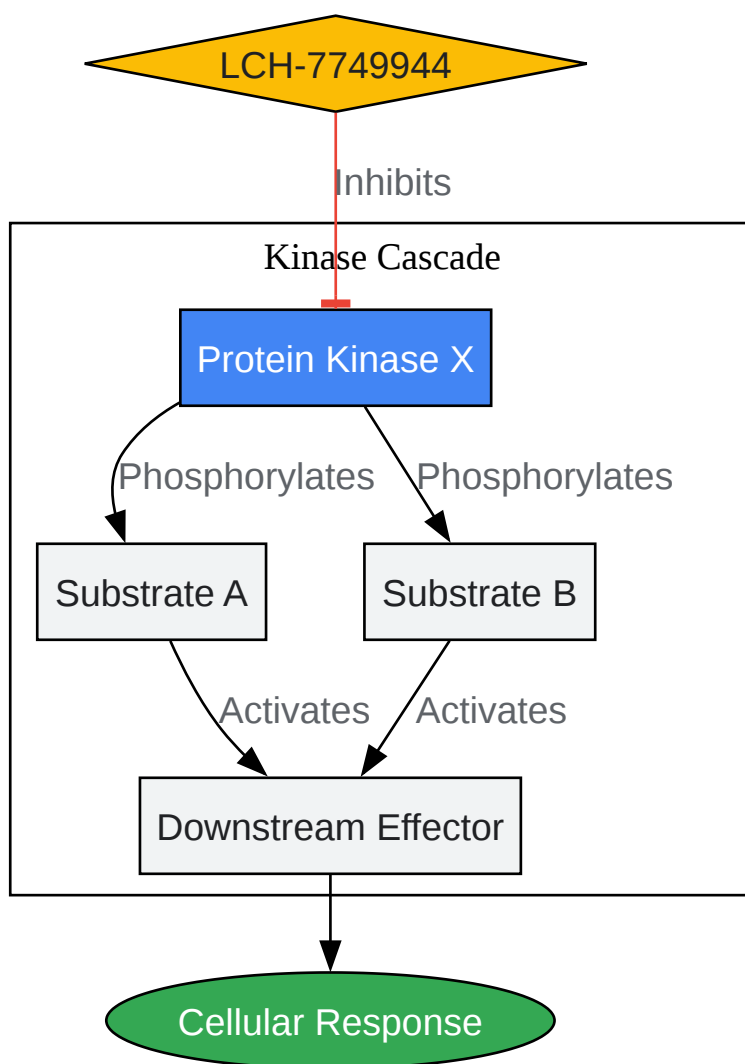 LCH-7749944
Inhibits
Kinase Cascade
Protein Kinase X
Phosphorylates
Phosphorylates
Substrate A
Substrate B
Activates
Activates
Downstream Effector
Cellular Response